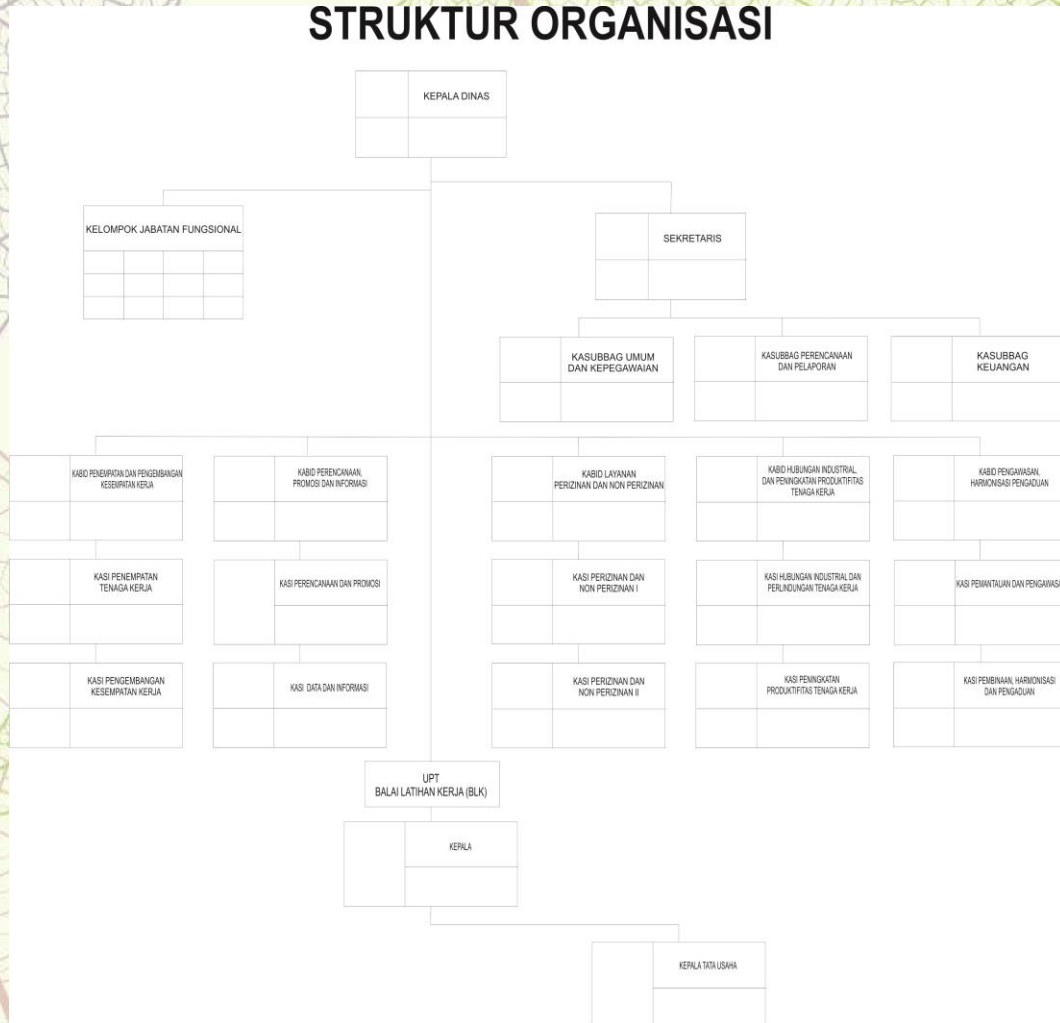 STRUKTUR ORGANISASI
KEPALA DINAS
KELOMPOK JABATAN FUNGSIONAL
SEKRETARIS
KASUBBAG UMUM
DAN KEPEGAWAIAN
KASUBBAG PERENCANAAN
DAN PELAPORAN
KASUBBAG
KEUANGAN
KABID PENEMPATAN DAN PENGEMBANGAN
KESEMPATAN KERJA
KABID PERENCANAAN,
PROMOSI DAN INFORMASI
KABID LAYANAN
PERIZINAN DAN NON PERIZINAN
KABID HUBUNGAN INDUSTRIAL,
DAN PENINGKATAN PRODUKTIFITAS
TENAGA KERJA
KABID PENGAWASAN,
HARMONISASI PENGADUAN
KASI PENEMPATAN
TENAGA KERJA
KASI PERENCANAAN DAN PROMOSI
KASI PERIZINAN DAN
NON PERIZINAN I
KASI HUBUNGAN INDUSTRIAL DAN
PERLINDUNGAN TENAGA KERJA
KASI PEMANTAUAN DAN PENGAWASA
KASI PENGEMBANGAN
KESEMPATAN KERJA
KASI DATA DAN INFORMASI
KASI PERIZINAN DAN
NON PERIZINAN II
KASI PENINGKATAN
PRODUKTIFITAS TENAGA KERJA
KASI PEMBINAAN, HARMONISASI
DAN PENGADUAN
UPT
BALAI LATIHAN KERJA (BLK)
KEPALA
KEPALA TATA USAHA